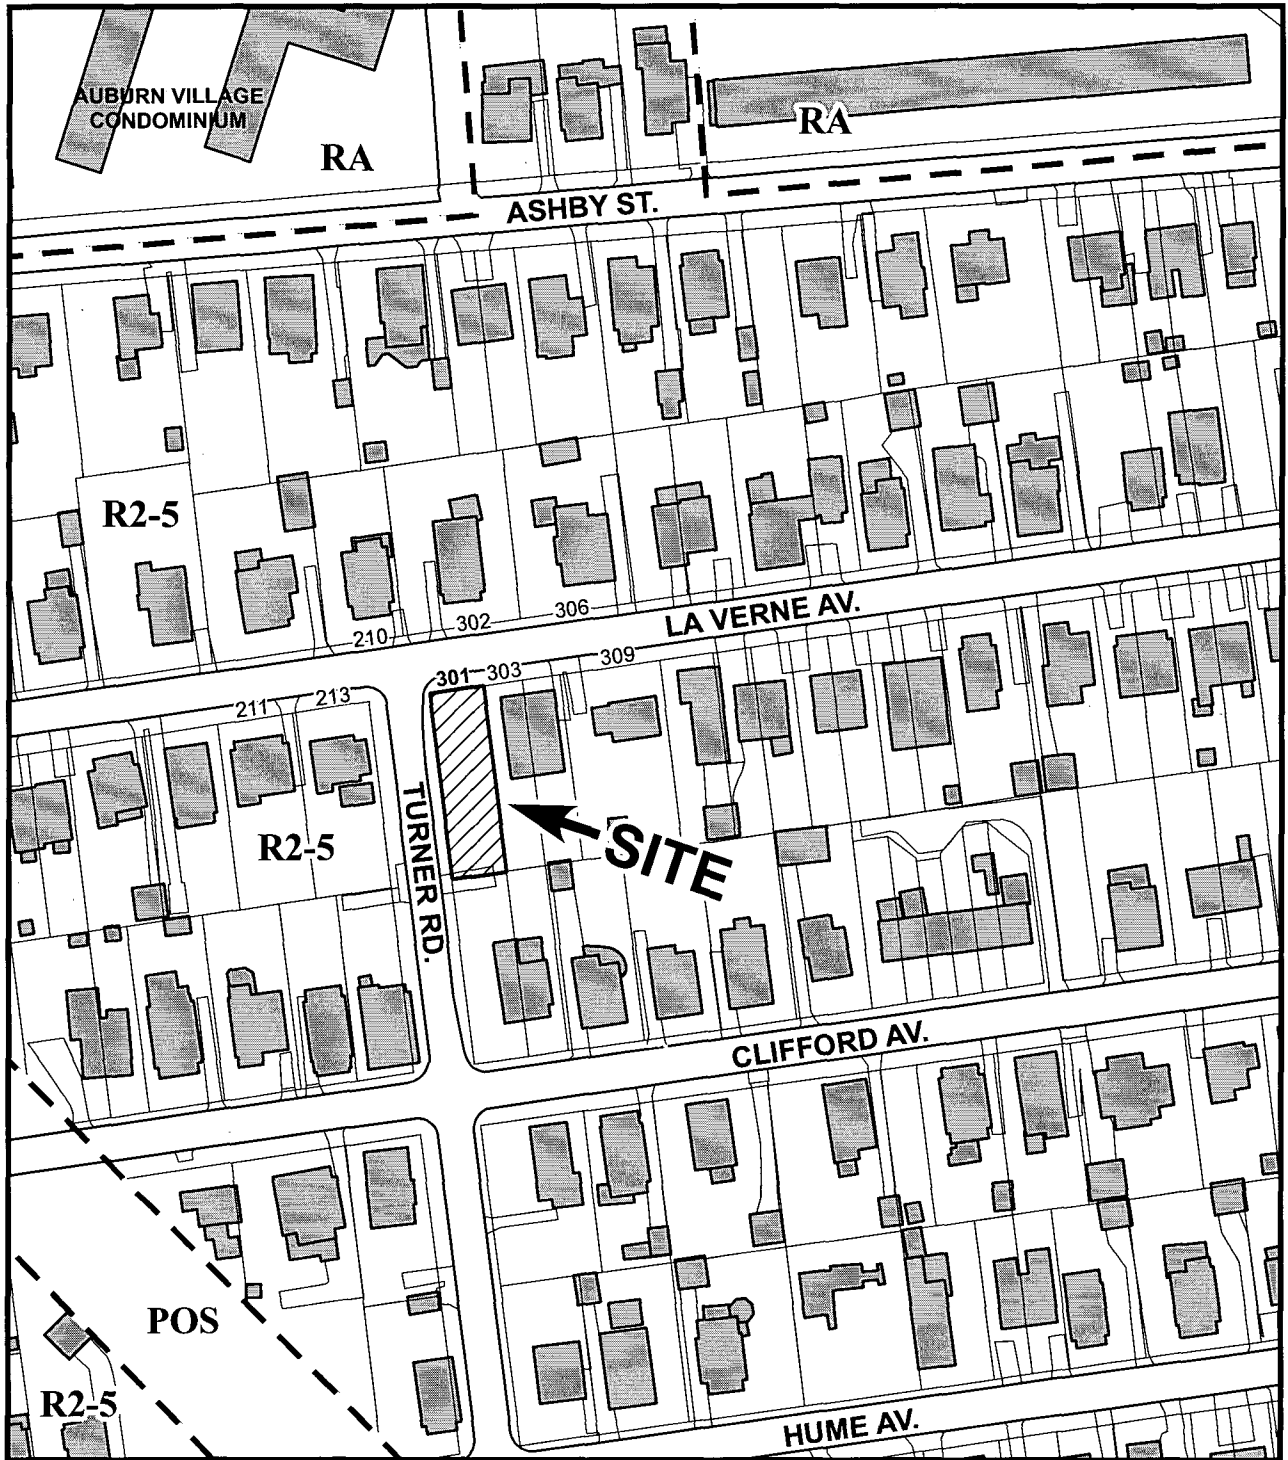 AUBURN VILLAGE
CONDOMINIUM
RA
RA
ASHBY ST.
R2-5
210
302
306
LA VERNE AV.
301
303
309
211
213
TURNER RD.
R2-5
SITE
CLIFFORD AV.
POS
R2-5
HUME AV.